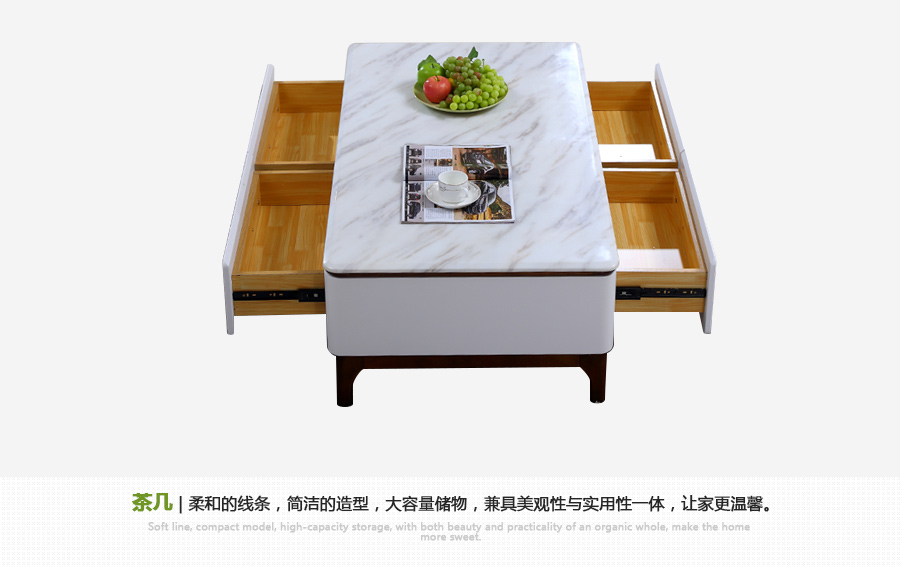 茶几 | 柔和的线条，简洁的造型，大容量储物，兼具美观性与实用性一体，让家更温馨。
Soft line, compact model, high-capacity storage, with both beauty and practicality of an organic whole, make the home
more sweet.